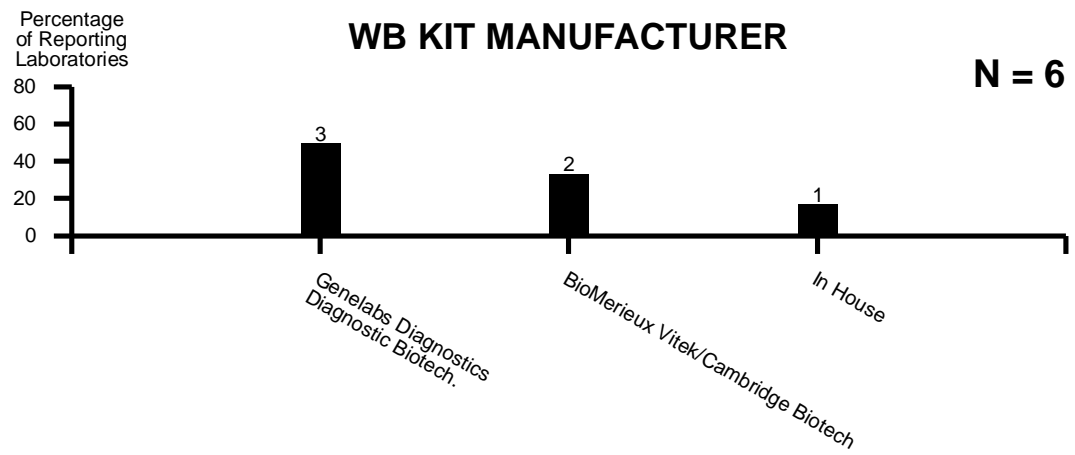 Percentage
of Reporting
Laboratories
WB KIT MANUFACTURER
N = 6
80
60
40
20
0
3
2
1
Genelabs Diagnostics
Diagnostic Biotech.
BioMerieux Vitek/Cambridge Biotech
In House